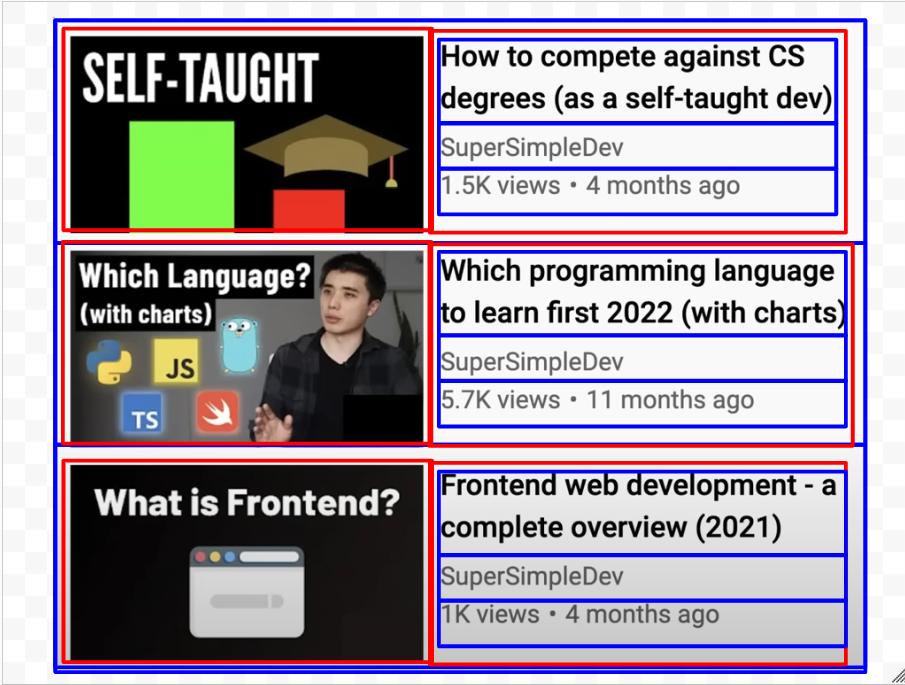 SELF-TAUGHT
How to compete against CS
degrees (as a self-taught dev)
SuperSimpleDev
1.5K views • 4 months ago
Which Language?
(with charts)
JS
TS
Which programming language
to learn first 2022 (with charts)
SuperSimpleDev
5.7K views • 11 months ago
What is Frontend?
Frontend web development - a
complete overview (2021)
SuperSimpleDev
1K views • 4 months ago